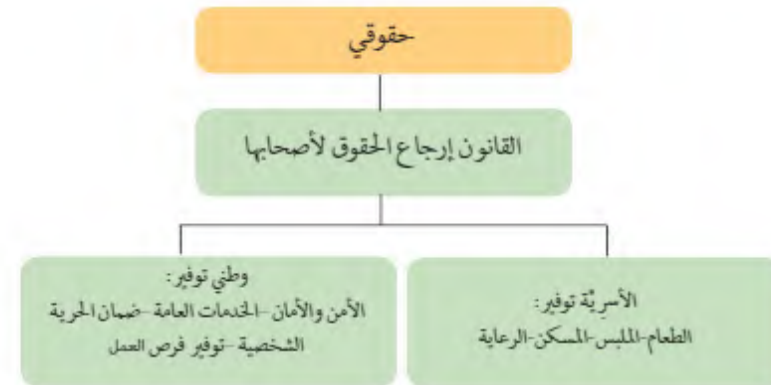 حقوقي
القانون إرجاع الحقوق لأصحابها
الأسريّة توفير:
الطعام-الملبس-المسكن-الرعاية
وطني توفير:
الأمن والأمان -الخدمات العامة -ضمان الحرية
الشخصية -توفير فرص العمل